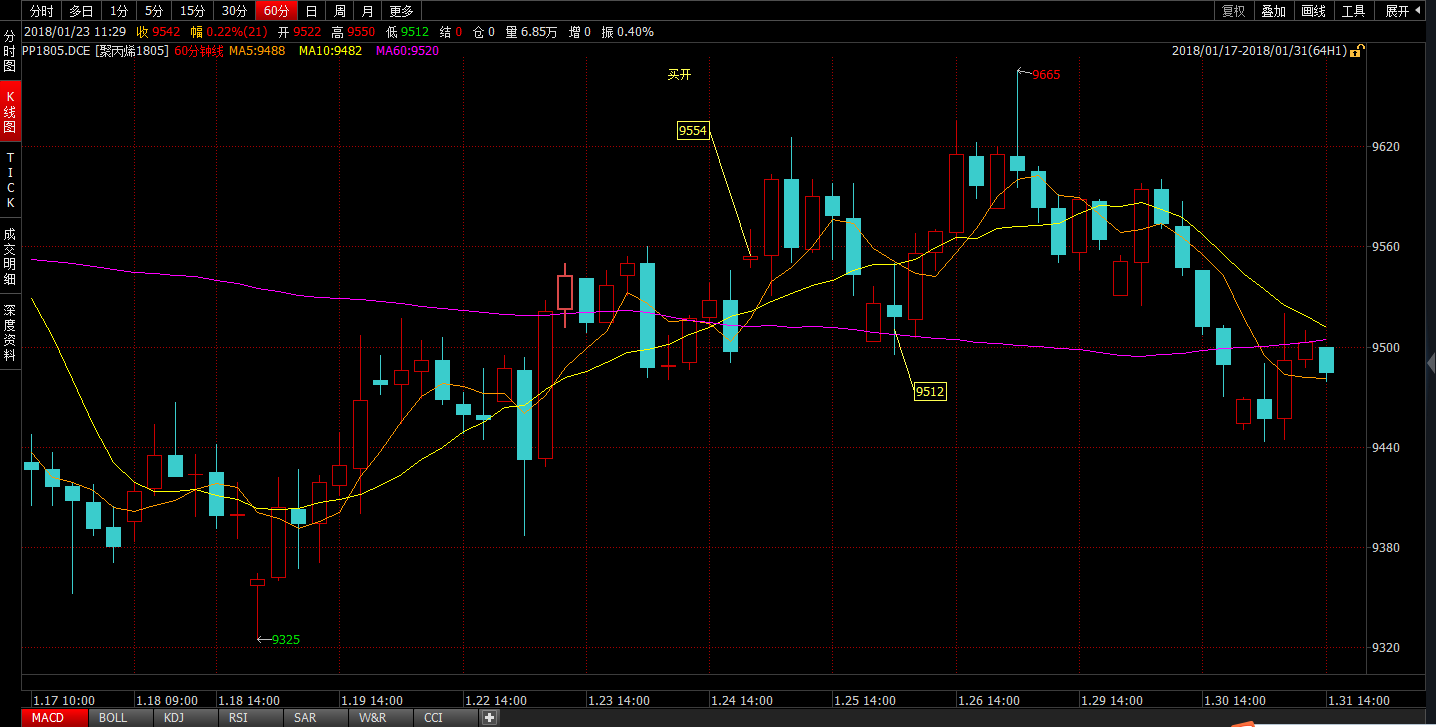 分时 多日 1分 5分 15分 30分 60分 日 周 月 更多 复权 叠加 画线 工具 展开
2018/01/23 11:29 收 9542 幅 0.22%(21) 开 9522 高 9550 低 9512 结 0 仓 0 量 6.85万 增 0 振 0.40%
PP1805.DCE [聚丙烯1805] 60分钟线 MA5:9488 MA10:9482 MA60:9520 2018/01/17-2018/01/31(64H1)
分时图
K线图
TICK
成交明细
深度资料
买开
9665
9554
9512
9325
9620
9560
9500
9440
9380
9320
1.17 10:00 1.18 09:00 1.18 14:00 1.19 14:00 1.22 14:00 1.23 14:00 1.24 14:00 1.25 14:00 1.26 14:00 1.29 14:00 1.30 14:00 1.31 14:00
MACD BOLL KDJ RSI SAR W&R CCI